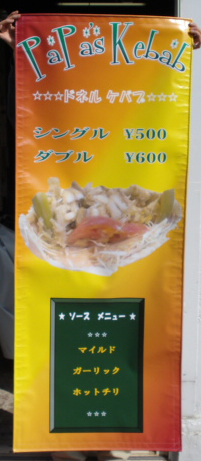 PaPa's Kebab
☆☆☆ドネル ケバブ☆☆☆
シングル ¥500
ダブル ¥600
★ ソース メニュー ★
☆☆☆
マイルド
ガーリック
ホットチリ
☆☆☆